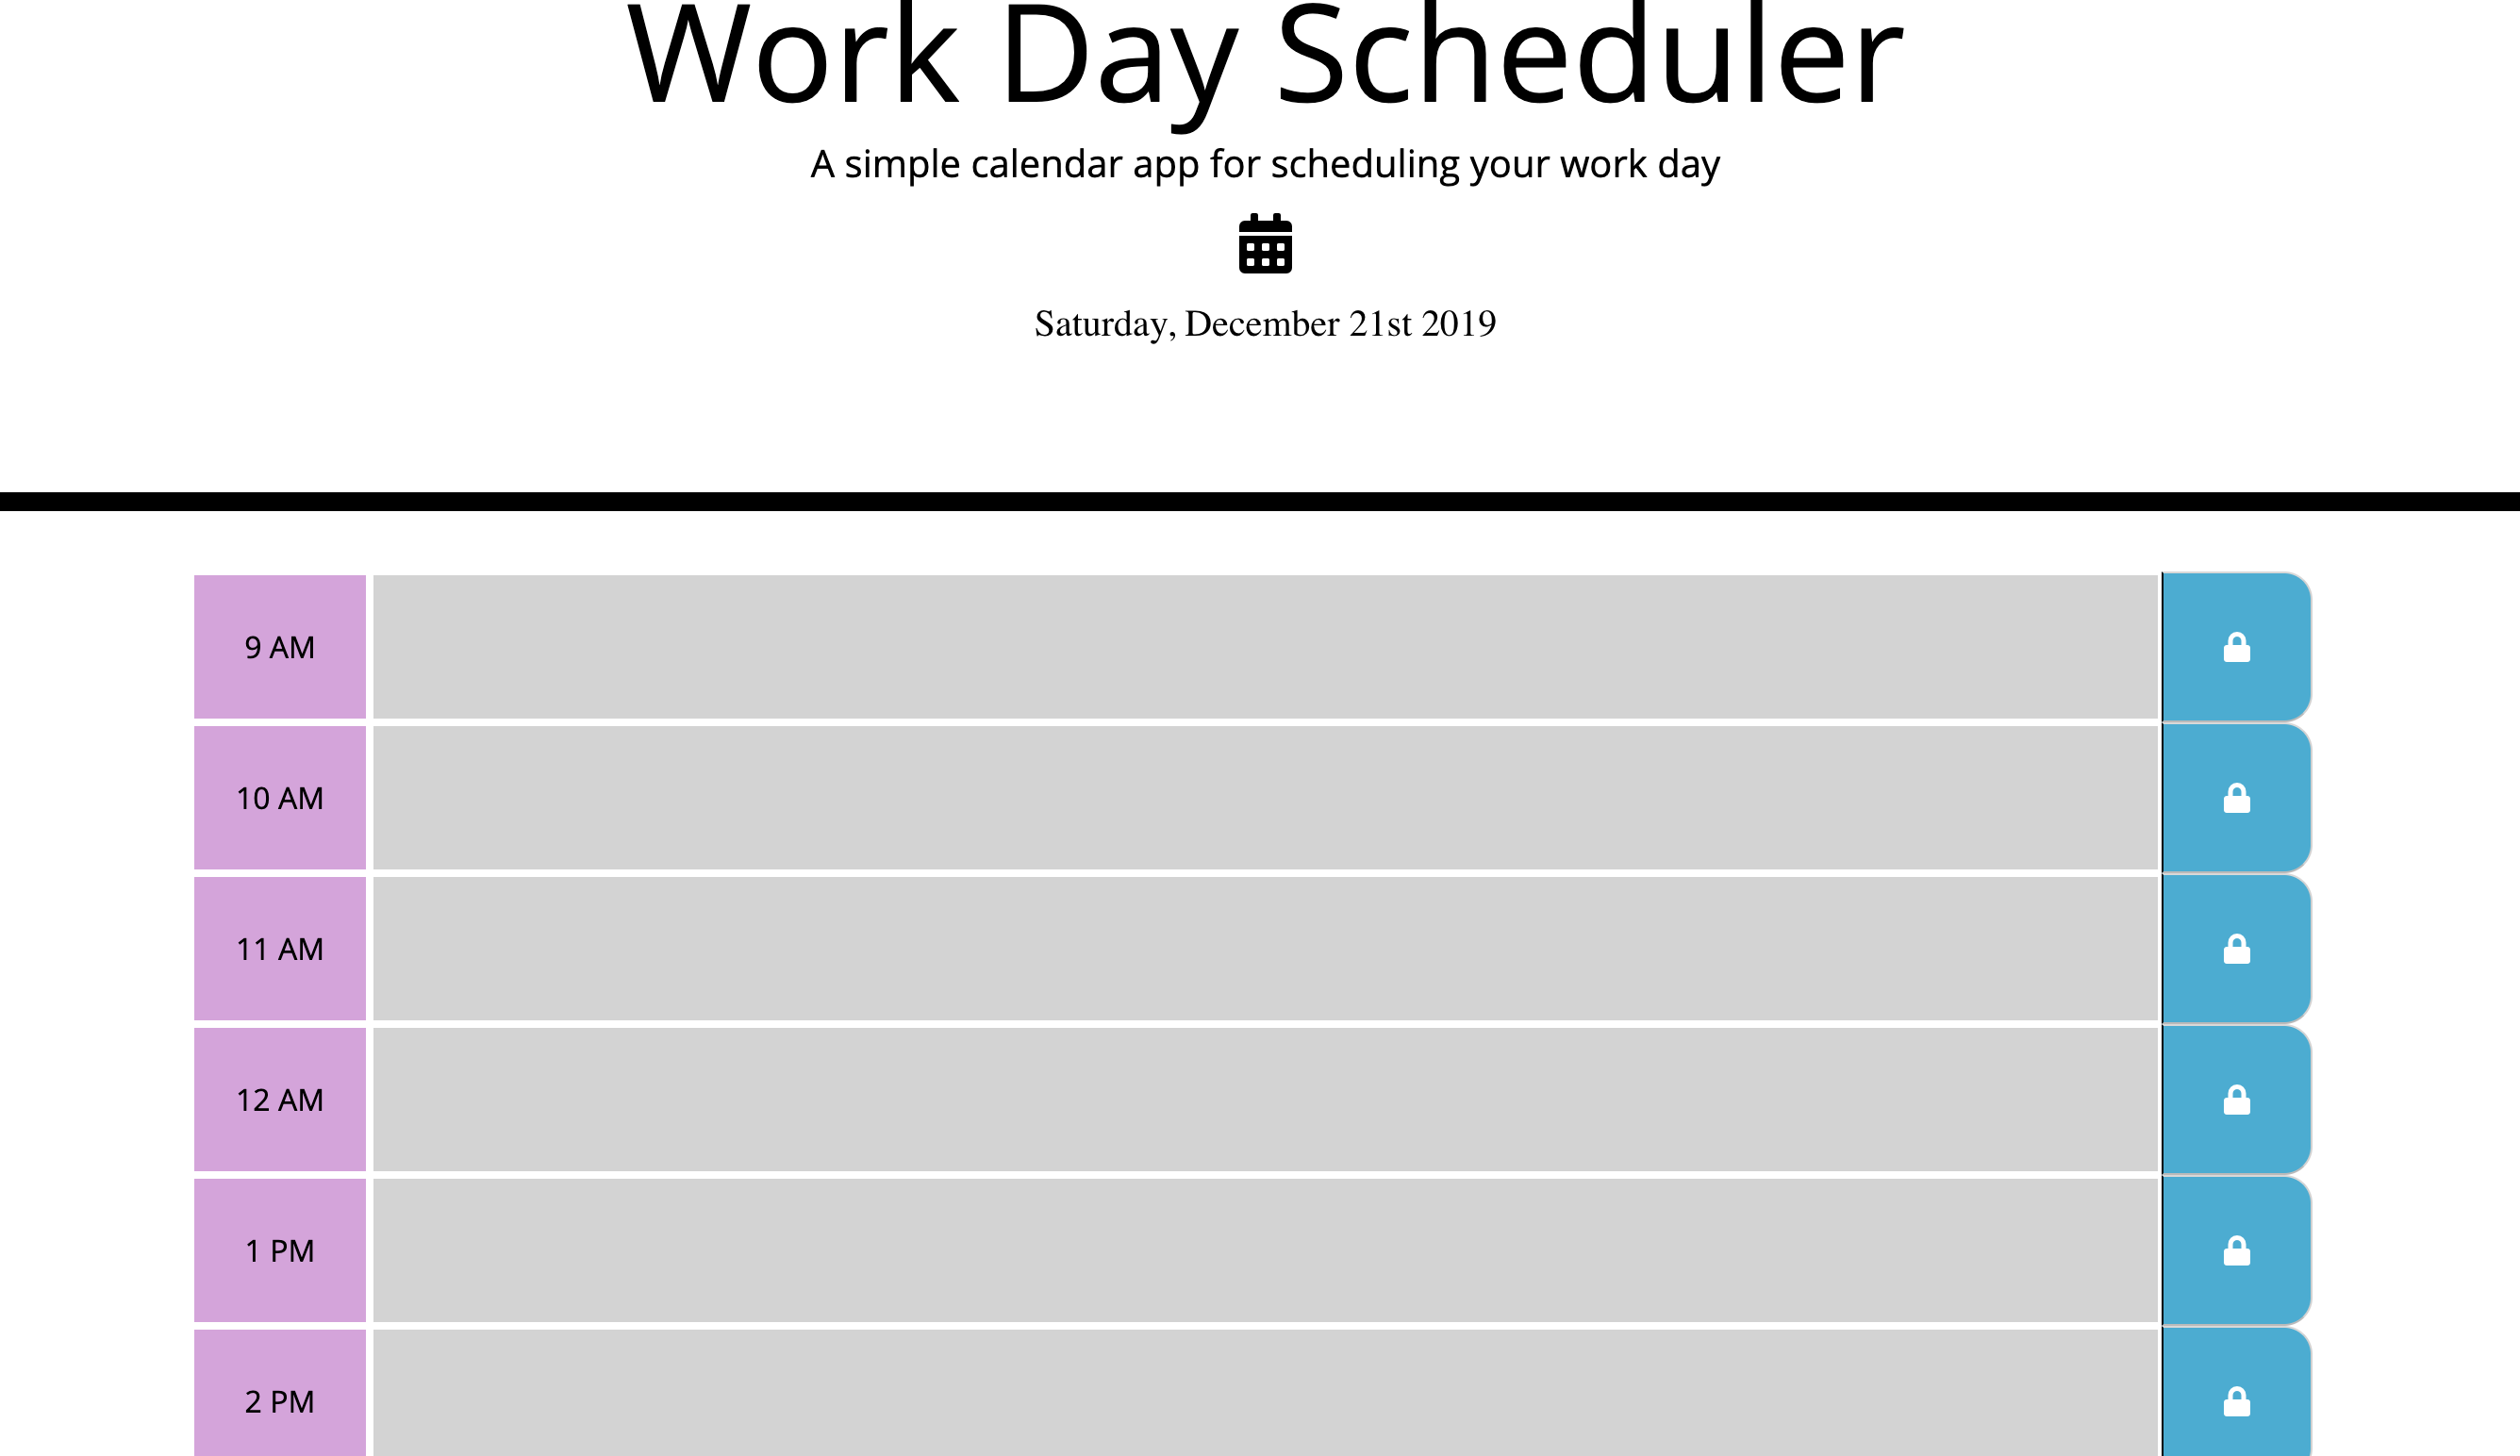 Work Day Scheduler
A simple calendar app for scheduling your work day
Saturday, December 21st 2019
9 AM
10 AM
11 AM
12 AM
1 PM
2 PM